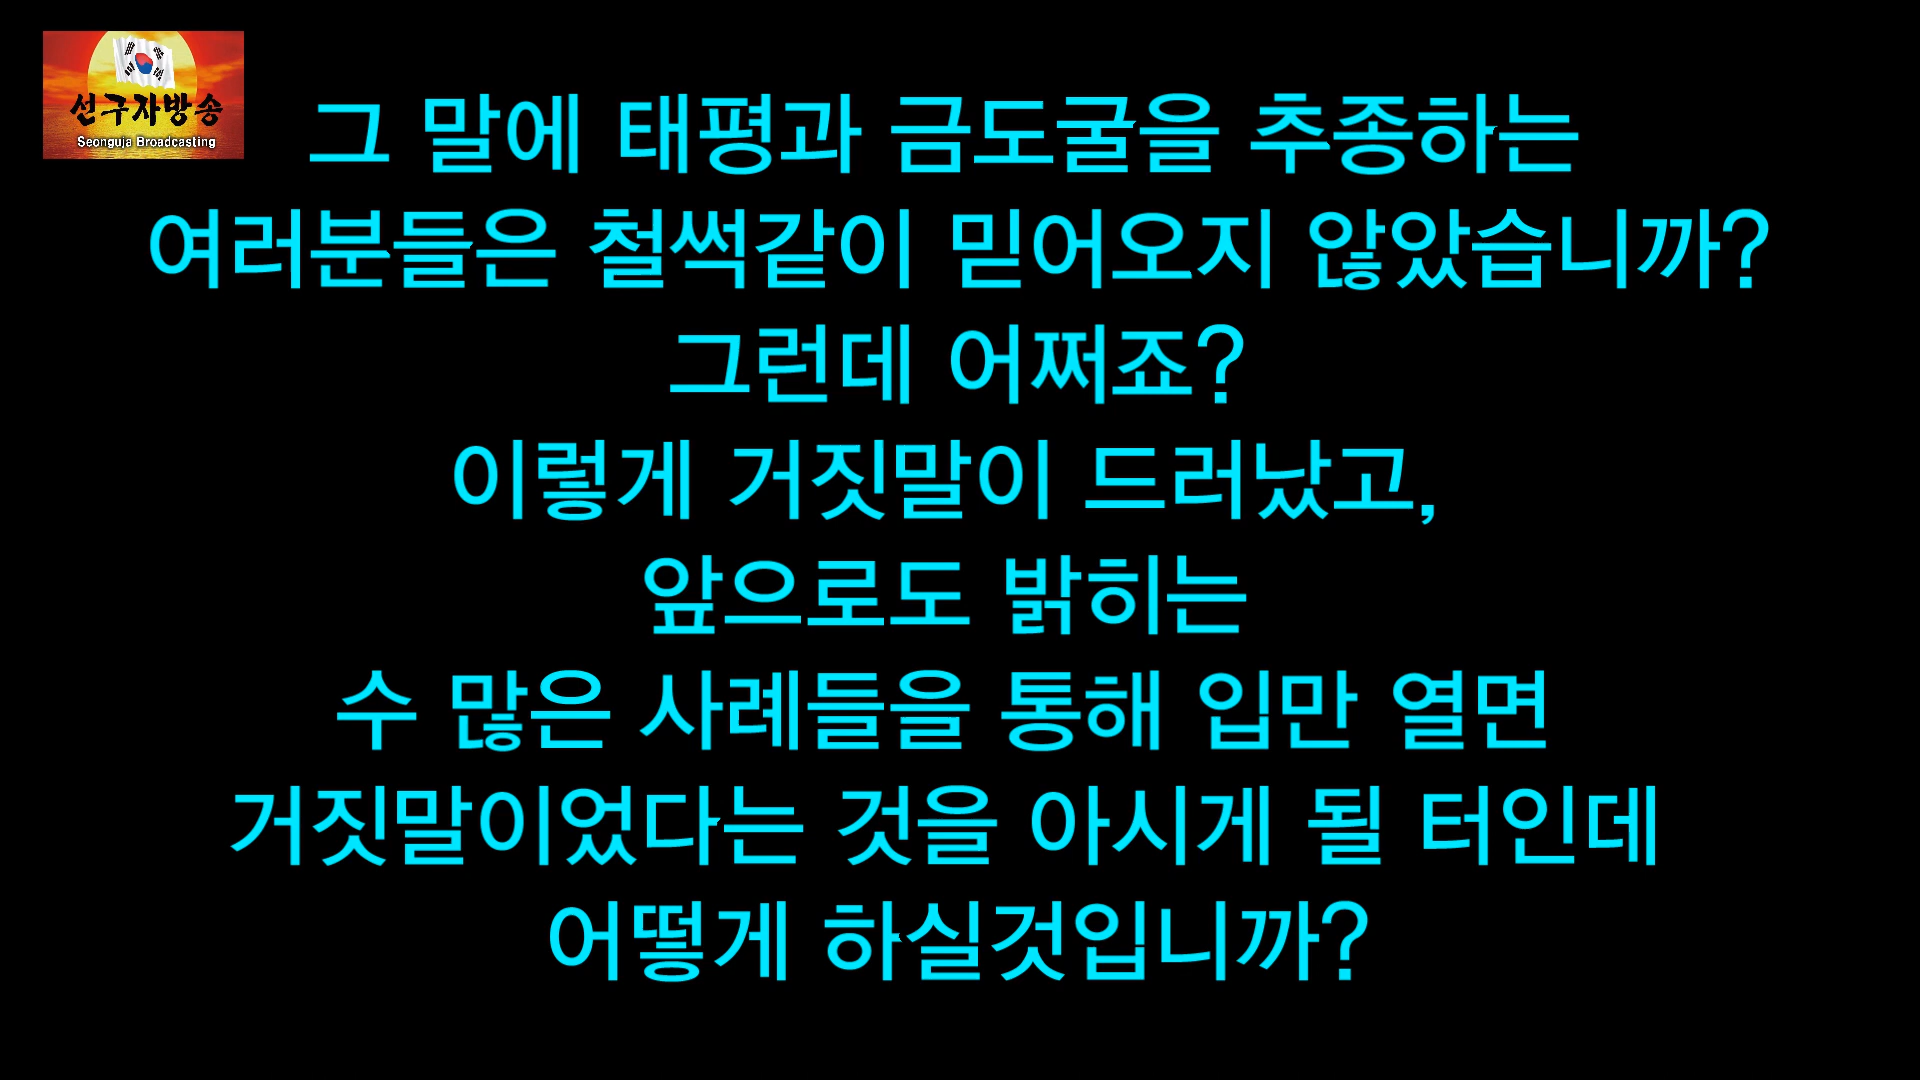 선구자방송
Seonguja Broadcasting
그 말에 태평과 금도굴을 추종하는
여러분들은 철썩같이 믿어오지 않았습니까?
그런데 어쩌죠?
이렇게 거짓말이 드러났고,
앞으로도 밝히는
수 많은 사례들을 통해 입만 열면
거짓말이었다는 것을 아시게 될 터인데
어떻게 하실것입니까?